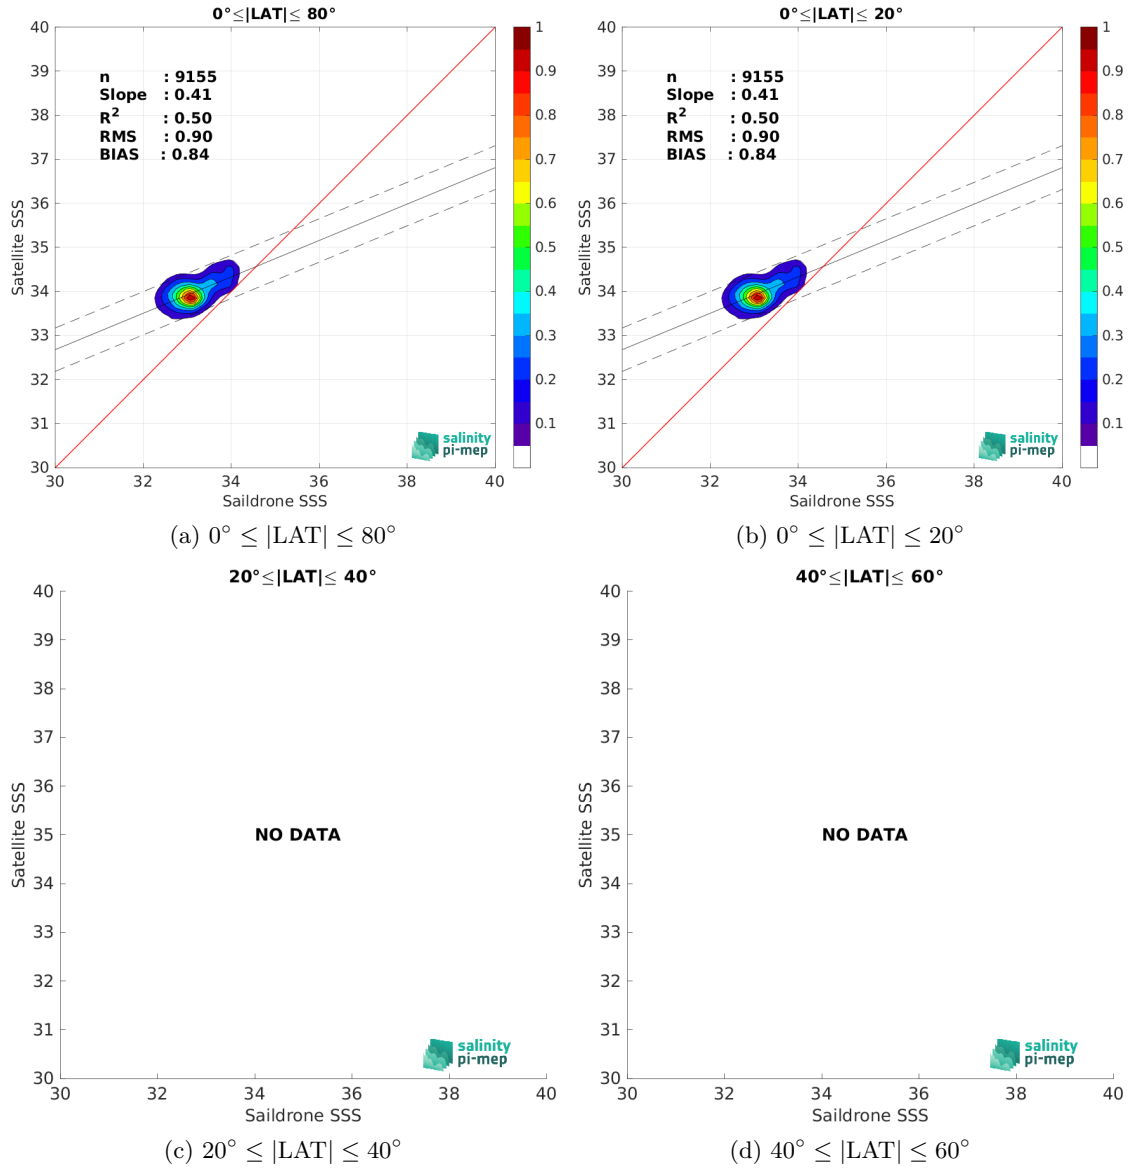 0°≤|LAT|≤ 80°
40
39
38
37
36
35
34
33
32
31
30
Satellite SSS
n : 9155
Slope : 0.41
R² : 0.50
RMS : 0.90
BIAS : 0.84
salinity
pi-mep
30 32 34 36 38 40
Saildrone SSS
1
0.9
0.8
0.7
0.6
0.5
0.4
0.3
0.2
0.1
(a) 0° ≤ |LAT| ≤ 80°
0°≤|LAT|≤ 20°
40
39
38
37
36
35
34
33
32
31
30
Satellite SSS
n : 9155
Slope : 0.41
R² : 0.50
RMS : 0.90
BIAS : 0.84
salinity
pi-mep
30 32 34 36 38 40
Saildrone SSS
1
0.9
0.8
0.7
0.6
0.5
0.4
0.3
0.2
0.1
(b) 0° ≤ |LAT| ≤ 20°
20°≤|LAT|≤ 40°
40
39
38
37
36
35
34
33
32
31
30
Satellite SSS
NO DATA
salinity
pi-mep
30 32 34 36 38 40
Saildrone SSS
(c) 20° ≤ |LAT| ≤ 40°
40°≤|LAT|≤ 60°
40
39
38
37
36
35
34
33
32
31
30
Satellite SSS
NO DATA
salinity
pi-mep
30 32 34 36 38 40
Saildrone SSS
(d) 40° ≤ |LAT| ≤ 60°